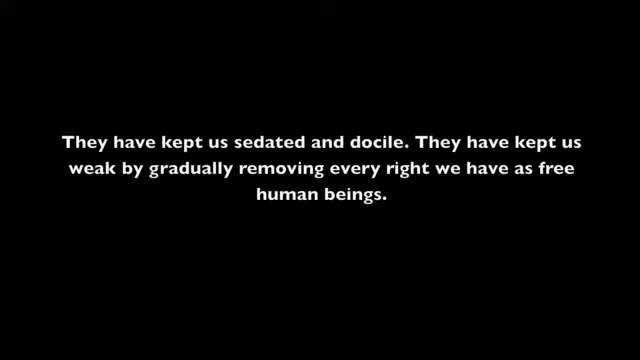 They have kept us sedated and docile. They have kept us
weak by gradually removing every right we have as free
human beings.